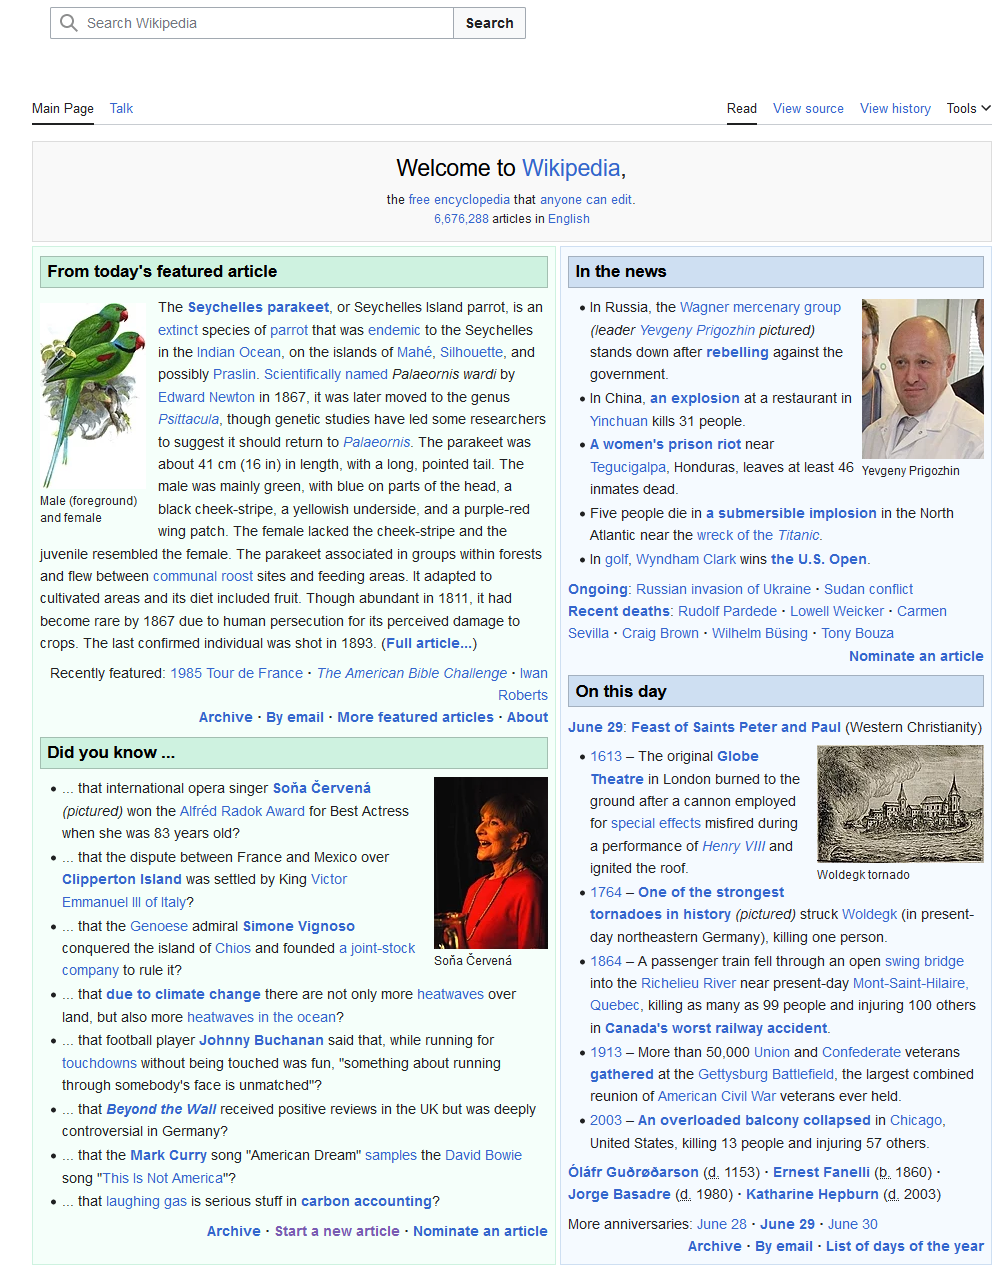 Search Wikipedia
Search
Main Page
Talk
Read
View source
View history
Tools
Welcome to Wikipedia,
the free encyclopedia that anyone can edit.
6,676,288 articles in English
From today's featured article
The Seychelles parakeet, or Seychelles Island parrot, is an
extinct species of parrot that was endemic to the Seychelles
in the Indian Ocean, on the islands of Mahé, Silhouette, and
possibly Praslin. Scientifically named Palaeornis wardi by
Edward Newton in 1867, it was later moved to the genus
Psittacula, though genetic studies have led some researchers
to suggest it should return to Palaeornis. The parakeet was
about 41 cm (16 in) in length, with a long, pointed tail. The
male was mainly green, with blue on parts of the head, a
black cheek-stripe, a yellowish underside, and a purple-red
wing patch. The female lacked the cheek-stripe and the
Male (foreground)
and female
juvenile resembled the female. The parakeet associated in groups within forests
and flew between communal roost sites and feeding areas. It adapted to
cultivated areas and its diet included fruit. Though abundant in 1811, it had
become rare by 1867 due to human persecution for its perceived damage to
crops. The last confirmed individual was shot in 1893. (Full article...)
Recently featured: 1985 Tour de France · The American Bible Challenge · Iwan
Roberts
Archive · By email · More featured articles · About
Did you know ...
• ... that international opera singer Soňa Červená
(pictured) won the Alfréd Radok Award for Best Actress
when she was 83 years old?
• ... that the dispute between France and Mexico over
Clipperton Island was settled by King Victor
Emmanuel III of Italy?
• ... that the Genoese admiral Simone Vignoso
conquered the island of Chios and founded a joint-stock
company to rule it?
Soňa Červená
• ... that due to climate change there are not only more heatwaves over
land, but also more heatwaves in the ocean?
• ... that football player Johnny Buchanan said that, while running for
touchdowns without being touched was fun, "something about running
through somebody's face is unmatched"?
• ... that Beyond the Wall received positive reviews in the UK but was deeply
controversial in Germany?
• ... that the Mark Curry song "American Dream" samples the David Bowie
song "This Is Not America"?
• ... that laughing gas is serious stuff in carbon accounting?
Archive · Start a new article · Nominate an article
In the news
• In Russia, the Wagner mercenary group
(leader Yevgeny Prigozhin pictured)
stands down after rebelling against the
government.
• In China, an explosion at a restaurant in
Yinchuan kills 31 people.
• A women's prison riot near
Tegucigalpa, Honduras, leaves at least 46
inmates dead.
Yevgeny Prigozhin
• Five people die in a submersible implosion in the North
Atlantic near the wreck of the Titanic.
• In golf, Wyndham Clark wins the U.S. Open.
Ongoing: Russian invasion of Ukraine · Sudan conflict
Recent deaths: Rudolf Pardede · Lowell Weicker · Carmen
Sevilla · Craig Brown · Wilhelm Büsing · Tony Bouza
Nominate an article
On this day
June 29: Feast of Saints Peter and Paul (Western Christianity)
• 1613 – The original Globe
Theatre in London burned to the
ground after a cannon employed
for special effects misfired during
a performance of Henry VIII and
ignited the roof.
Woldegk tornado
• 1764 – One of the strongest
tornadoes in history (pictured) struck Woldegk (in present-
day northeastern Germany), killing one person.
• 1864 – A passenger train fell through an open swing bridge
into the Richelieu River near present-day Mont-Saint-Hilaire,
Quebec, killing as many as 99 people and injuring 100 others
in Canada's worst railway accident.
• 1913 – More than 50,000 Union and Confederate veterans
gathered at the Gettysburg Battlefield, the largest combined
reunion of American Civil War veterans ever held.
• 2003 – An overloaded balcony collapsed in Chicago,
United States, killing 13 people and injuring 57 others.
Óláfr Guðrøðarson (d. 1153) · Ernest Fanelli (b. 1860) ·
Jorge Basadre (d. 1980) · Katharine Hepburn (d. 2003)
More anniversaries: June 28 · June 29 · June 30
Archive · By email · List of days of the year